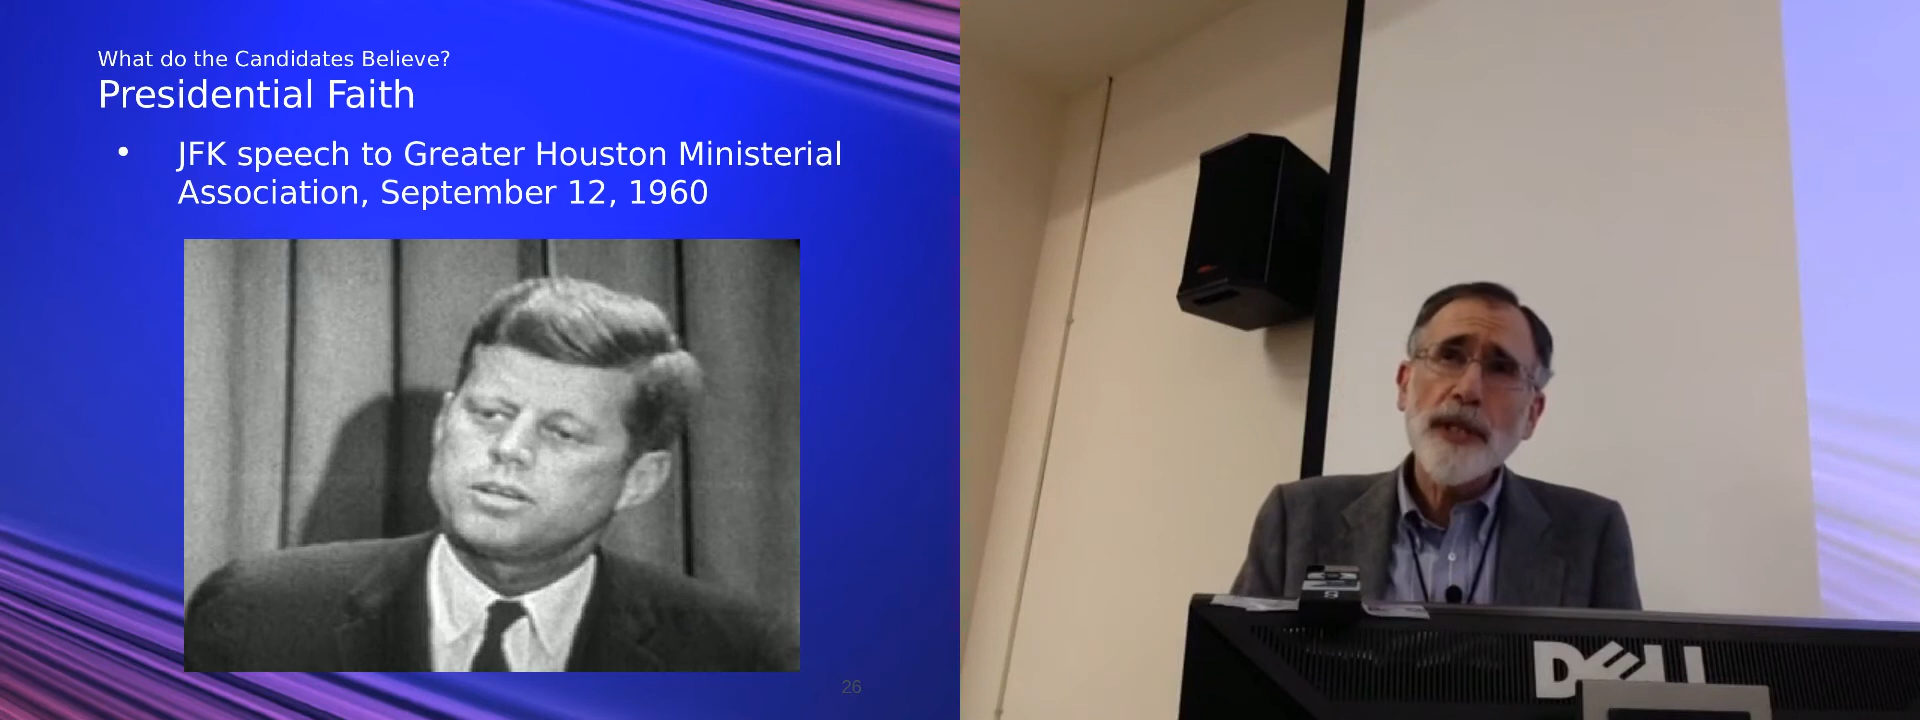 What do the Candidates Believe?
Presidential Faith
• JFK speech to Greater Houston Ministerial
Association, September 12, 1960
26
DELL